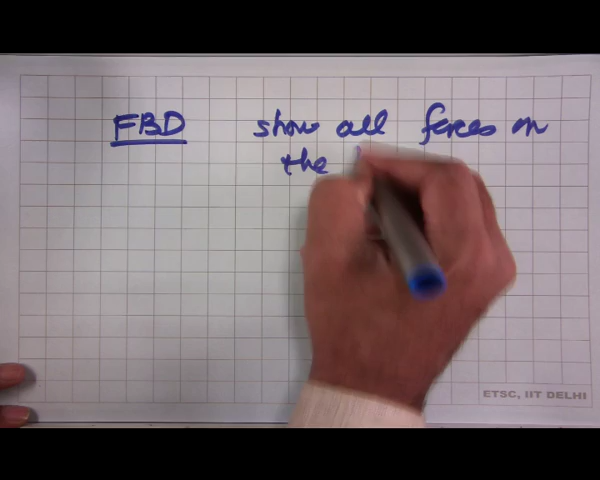 FBD show all forces on
the
ETSC, IIT DELHI